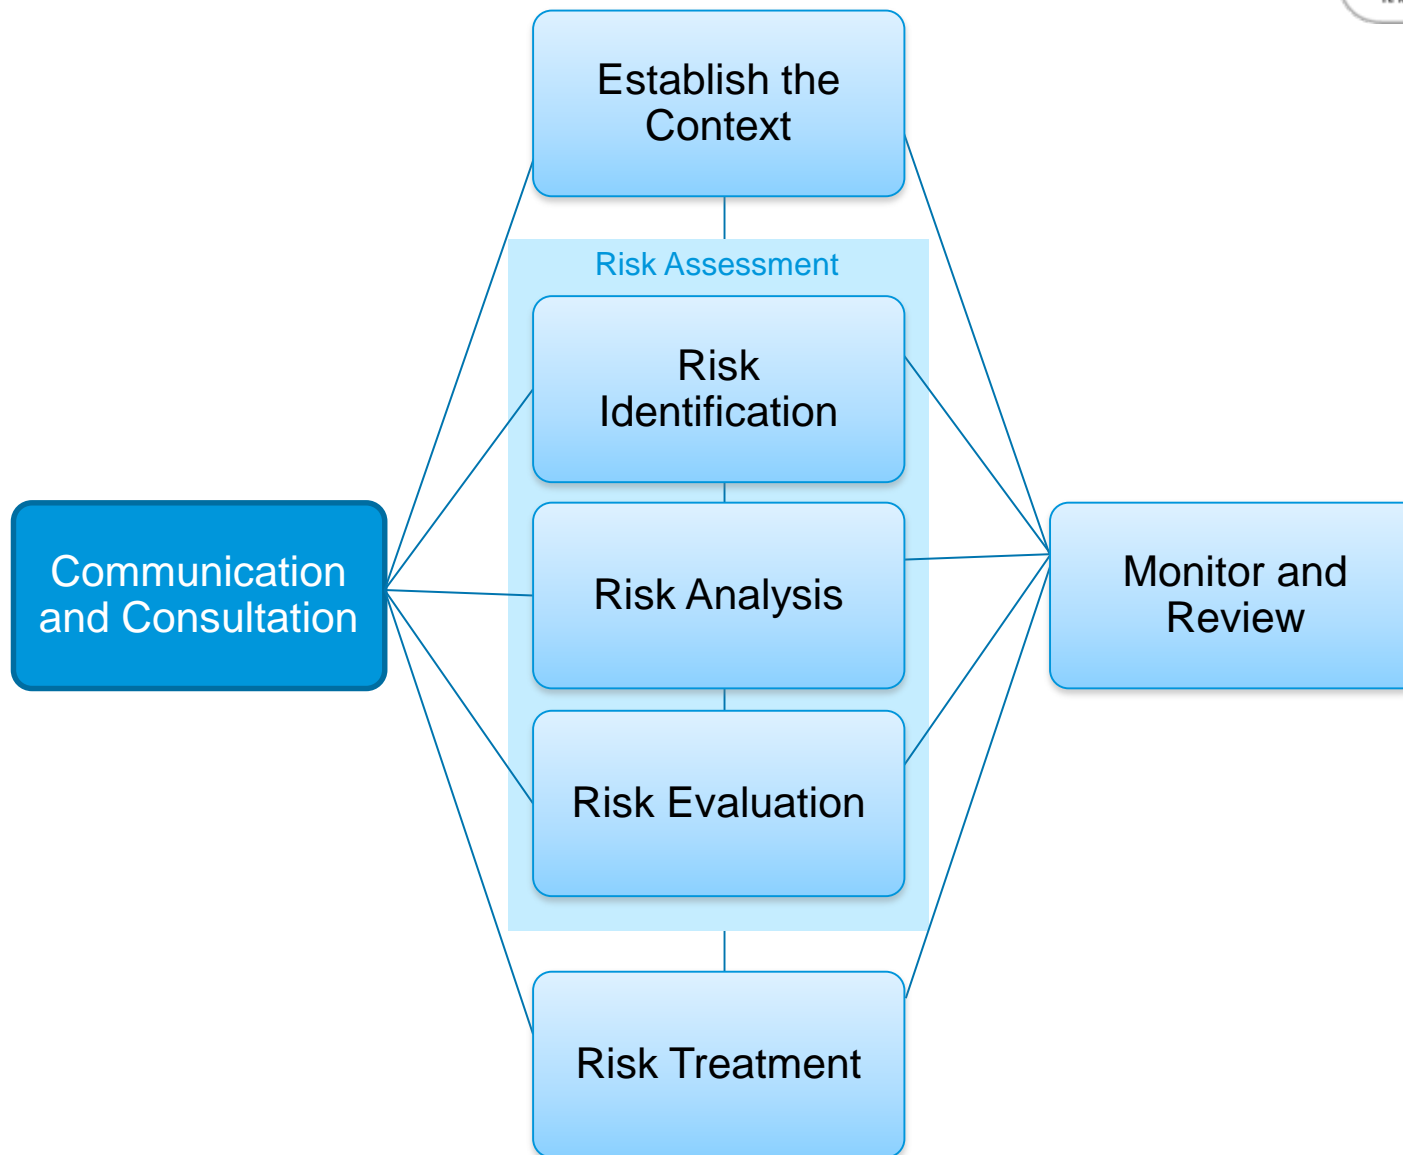 Establish the
Context
Risk Assessment
Risk
Identification
Communication
and Consultation
Risk Analysis
Monitor and
Review
Risk Evaluation
Risk Treatment